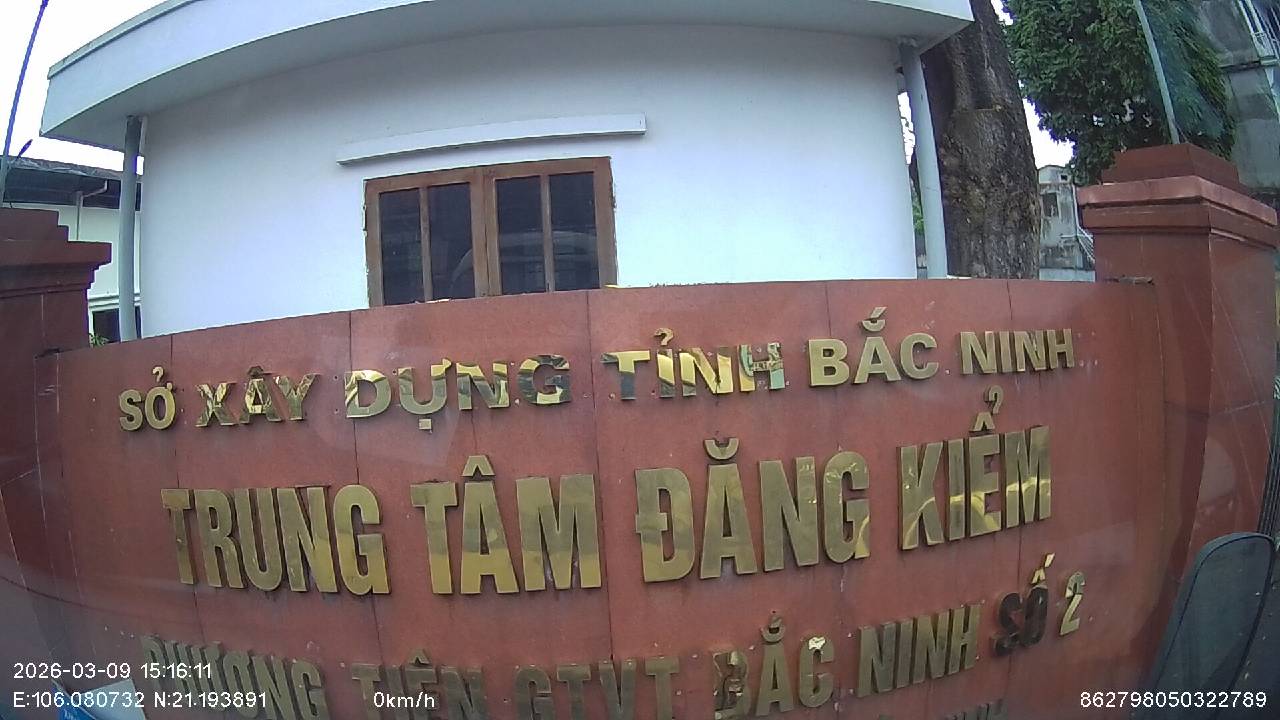 SỞ XÂY DỰNG TỈNH BẮC NINH
TRUNG TÂM ĐĂNG KIỂM
PHƯƠNG TIỆN GTVT BẮC NINH SỐ 2
2026-03-09 15:16:11
E:106.080732 N:21.193891 0km/h
862798050322789